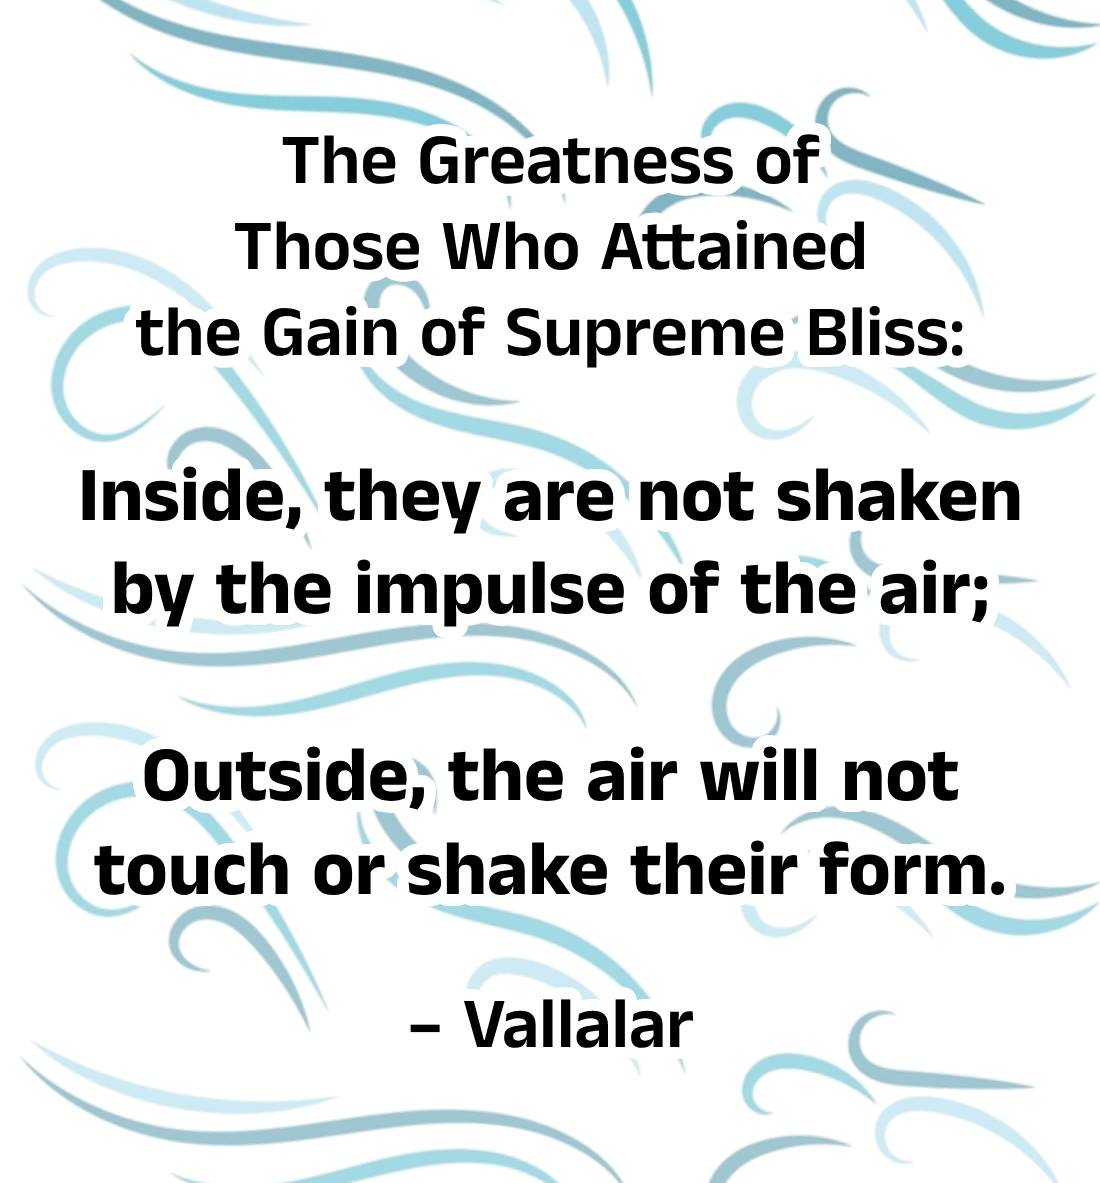 The Greatness of
Those Who Attained
the Gain of Supreme Bliss:
Inside, they are not shaken
by the impulse of the air;
Outside, the air will not
touch or shake their form.
– Vallalar